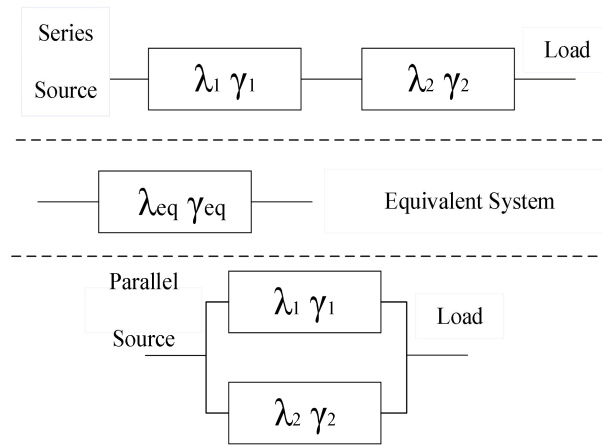 Series
Source
λ1 γ1
λ2 γ2
Load
λeq γeq
Equivalent System
Parallel
Source
λ1 γ1
Load
λ2 γ2